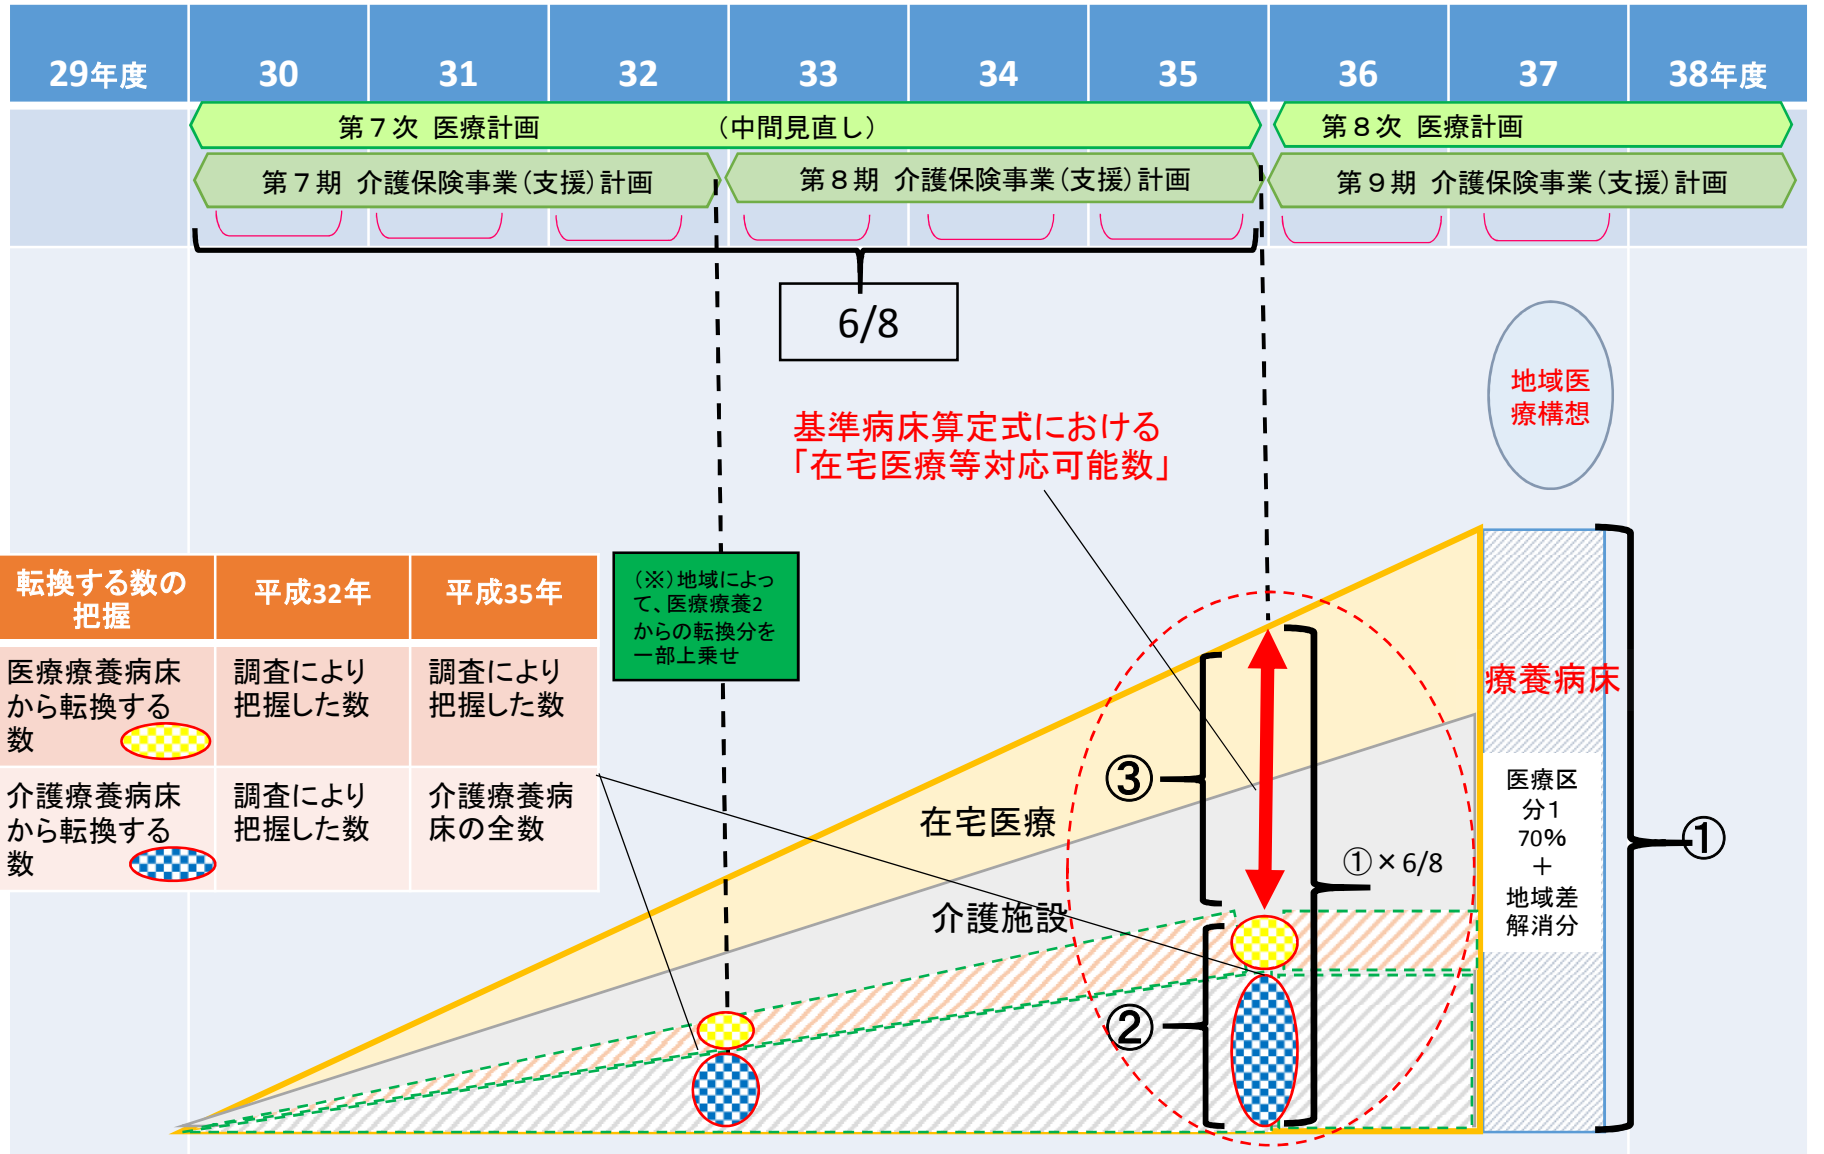 29年度 30 31 32 33 34 35 36 37 38年度
第７次 医療計画 （中間見直し）
第８次 医療計画
第７期 介護保険事業（支援）計画
第８期 介護保険事業（支援）計画
第９期 介護保険事業（支援）計画
6/8
地域医
療構想
基準病床算定式における
「在宅医療等対応可能数」
転換する数の
把握
平成32年
平成35年
医療療養病床
から転換する
数
調査により
把握した数
調査により
把握した数
介護療養病床
から転換する
数
調査により
把握した数
介護療養病
床の全数
（※）地域によっ
て、医療療養2
からの転換分を
一部上乗せ
療養病床
③
在宅医療
介護施設
①×6/8
②
医療区
分1
70%
＋
地域差
解消分
①